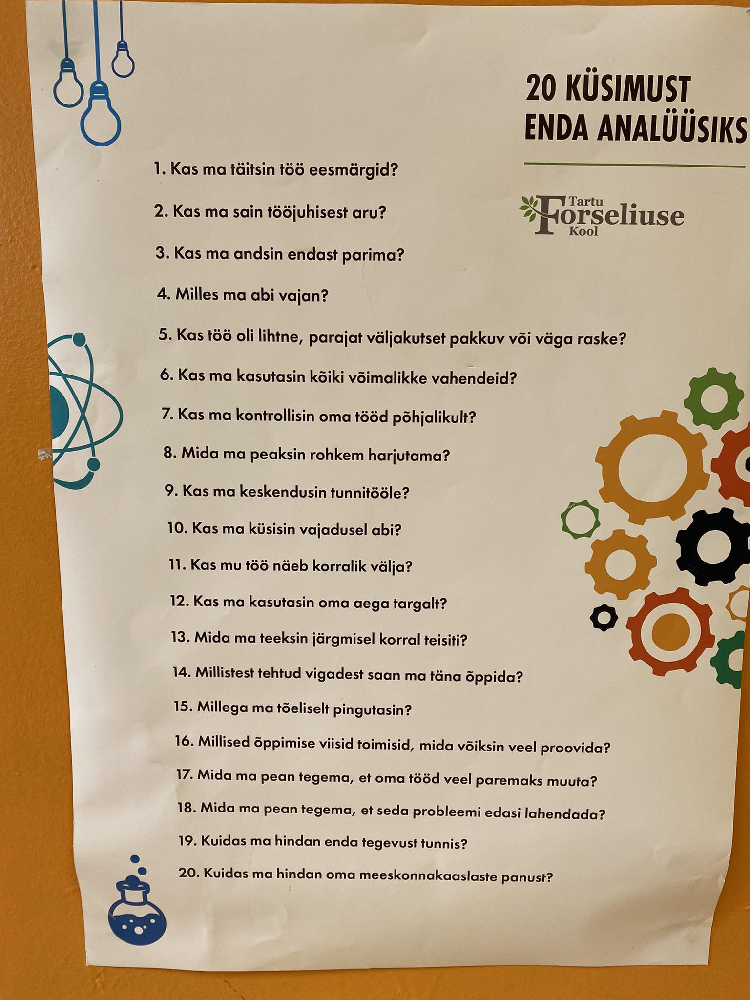 20 KÜSIMUST
ENDA ANALÜÜSIKS
Tartu
Forseliuse
Kool
1. Kas ma täitsin töö eesmärgid?
2. Kas ma sain tööjuhisest aru?
3. Kas ma andsin endast parima?
4. Milles ma abi vajan?
5. Kas töö oli lihtne, parajat väljakutset pakkuv või väga raske?
6. Kas ma kasutasin kõiki võimalikke vahendeid?
7. Kas ma kontrollisin oma tööd põhjalikult?
8. Mida ma peaksin rohkem harjutama?
9. Kas ma keskendusin tunnitööle?
10. Kas ma küsisin vajadusel abi?
11. Kas mu töö näeb korralik välja?
12. Kas ma kasutasin oma aega targalt?
13. Mida ma teeksin järgmisel korral teisiti?
14. Millistest tehtud vigadest saan ma täna õppida?
15. Millega ma tõeliselt pingutasin?
16. Millised õppimise viisid toimisid, mida võiksin veel proovida?
17. Mida ma pean tegema, et oma tööd veel paremaks muuta?
18. Mida ma pean tegema, et seda probleemi edasi lahendada?
19. Kuidas ma hindan enda tegevust tunnis?
20. Kuidas ma hindan oma meeskonnakaaslaste panust?